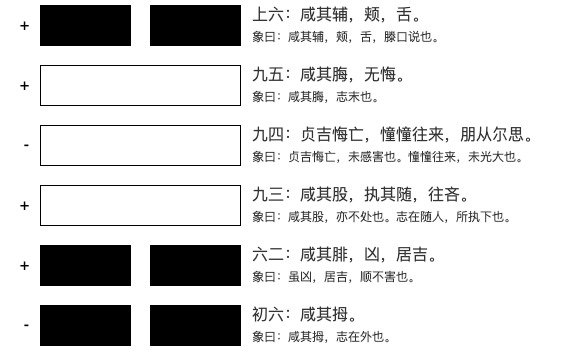 +
上六：咸其辅，颊，舌。
象曰：咸其辅，颊，舌，滕口说也。
+
九五：咸其脢，无悔。
象曰：咸其脢，志末也。
-
九四：贞吉悔亡，憧憧往来，朋从尔思。
象曰：贞吉悔亡，未感害也。憧憧往来，未光大也。
+
九三：咸其股，执其随，往吝。
象曰：咸其股，亦不处也。志在随人，所执下也。
+
六二：咸其腓，凶，居吉。
象曰：虽凶，居吉，顺不害也。
-
初六：咸其拇。
象曰：咸其拇，志在外也。